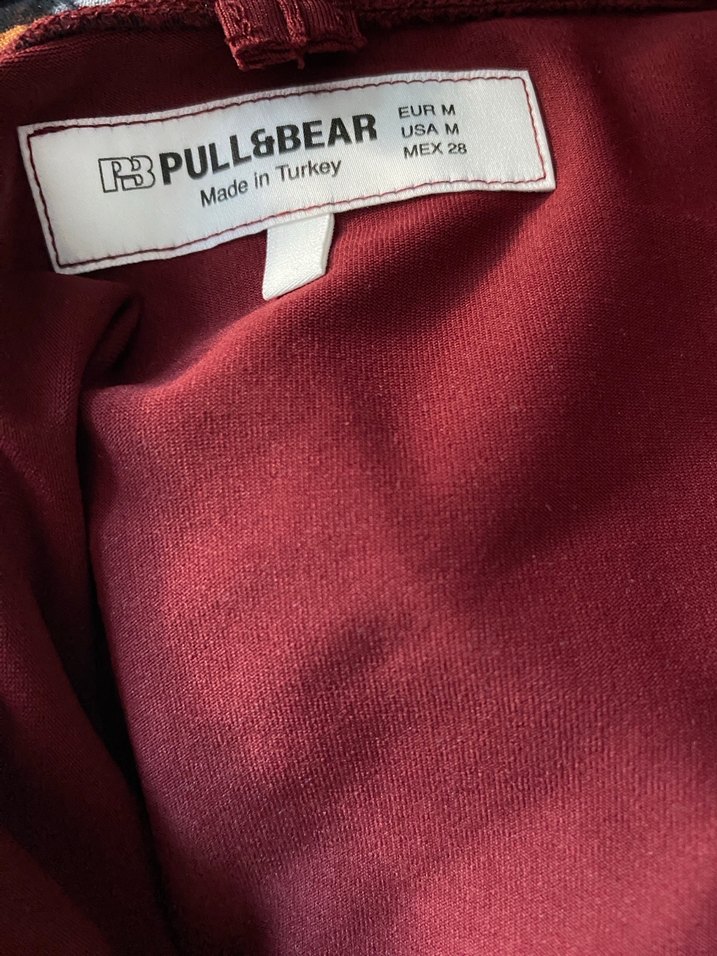 PB PULL&BEAR
Made in Turkey
EUR M
USA M
MEX 28